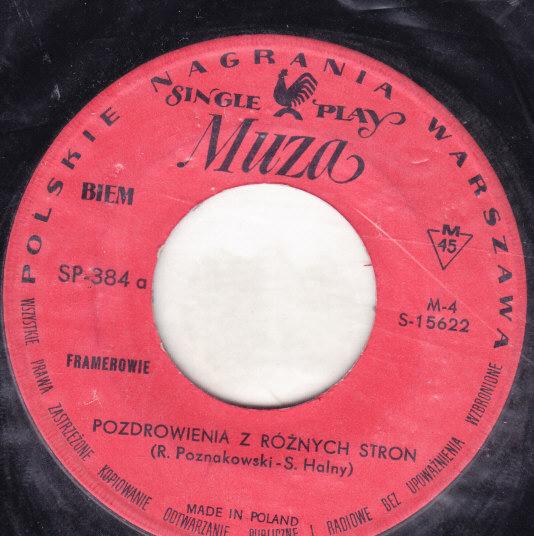 POLSKIE NAGRANIA WARSZAWA
SINGLE PLAY
Muza
BIEM
M
45
SP-384 a
M-4
S-15622
FRAMEROWIE
POZDROWIENIA Z RÓŻNYCH STRON
(R. Poznakowski-S. Halny)
MADE IN POLAND
WSZYSTKIE PRAWA ZASTRZEŻONE KOPIOWANIE ODTWARZANIE PUBLICZNE I RADIOWE BEZ UPOWAŻNIENIA WZBRONIONE